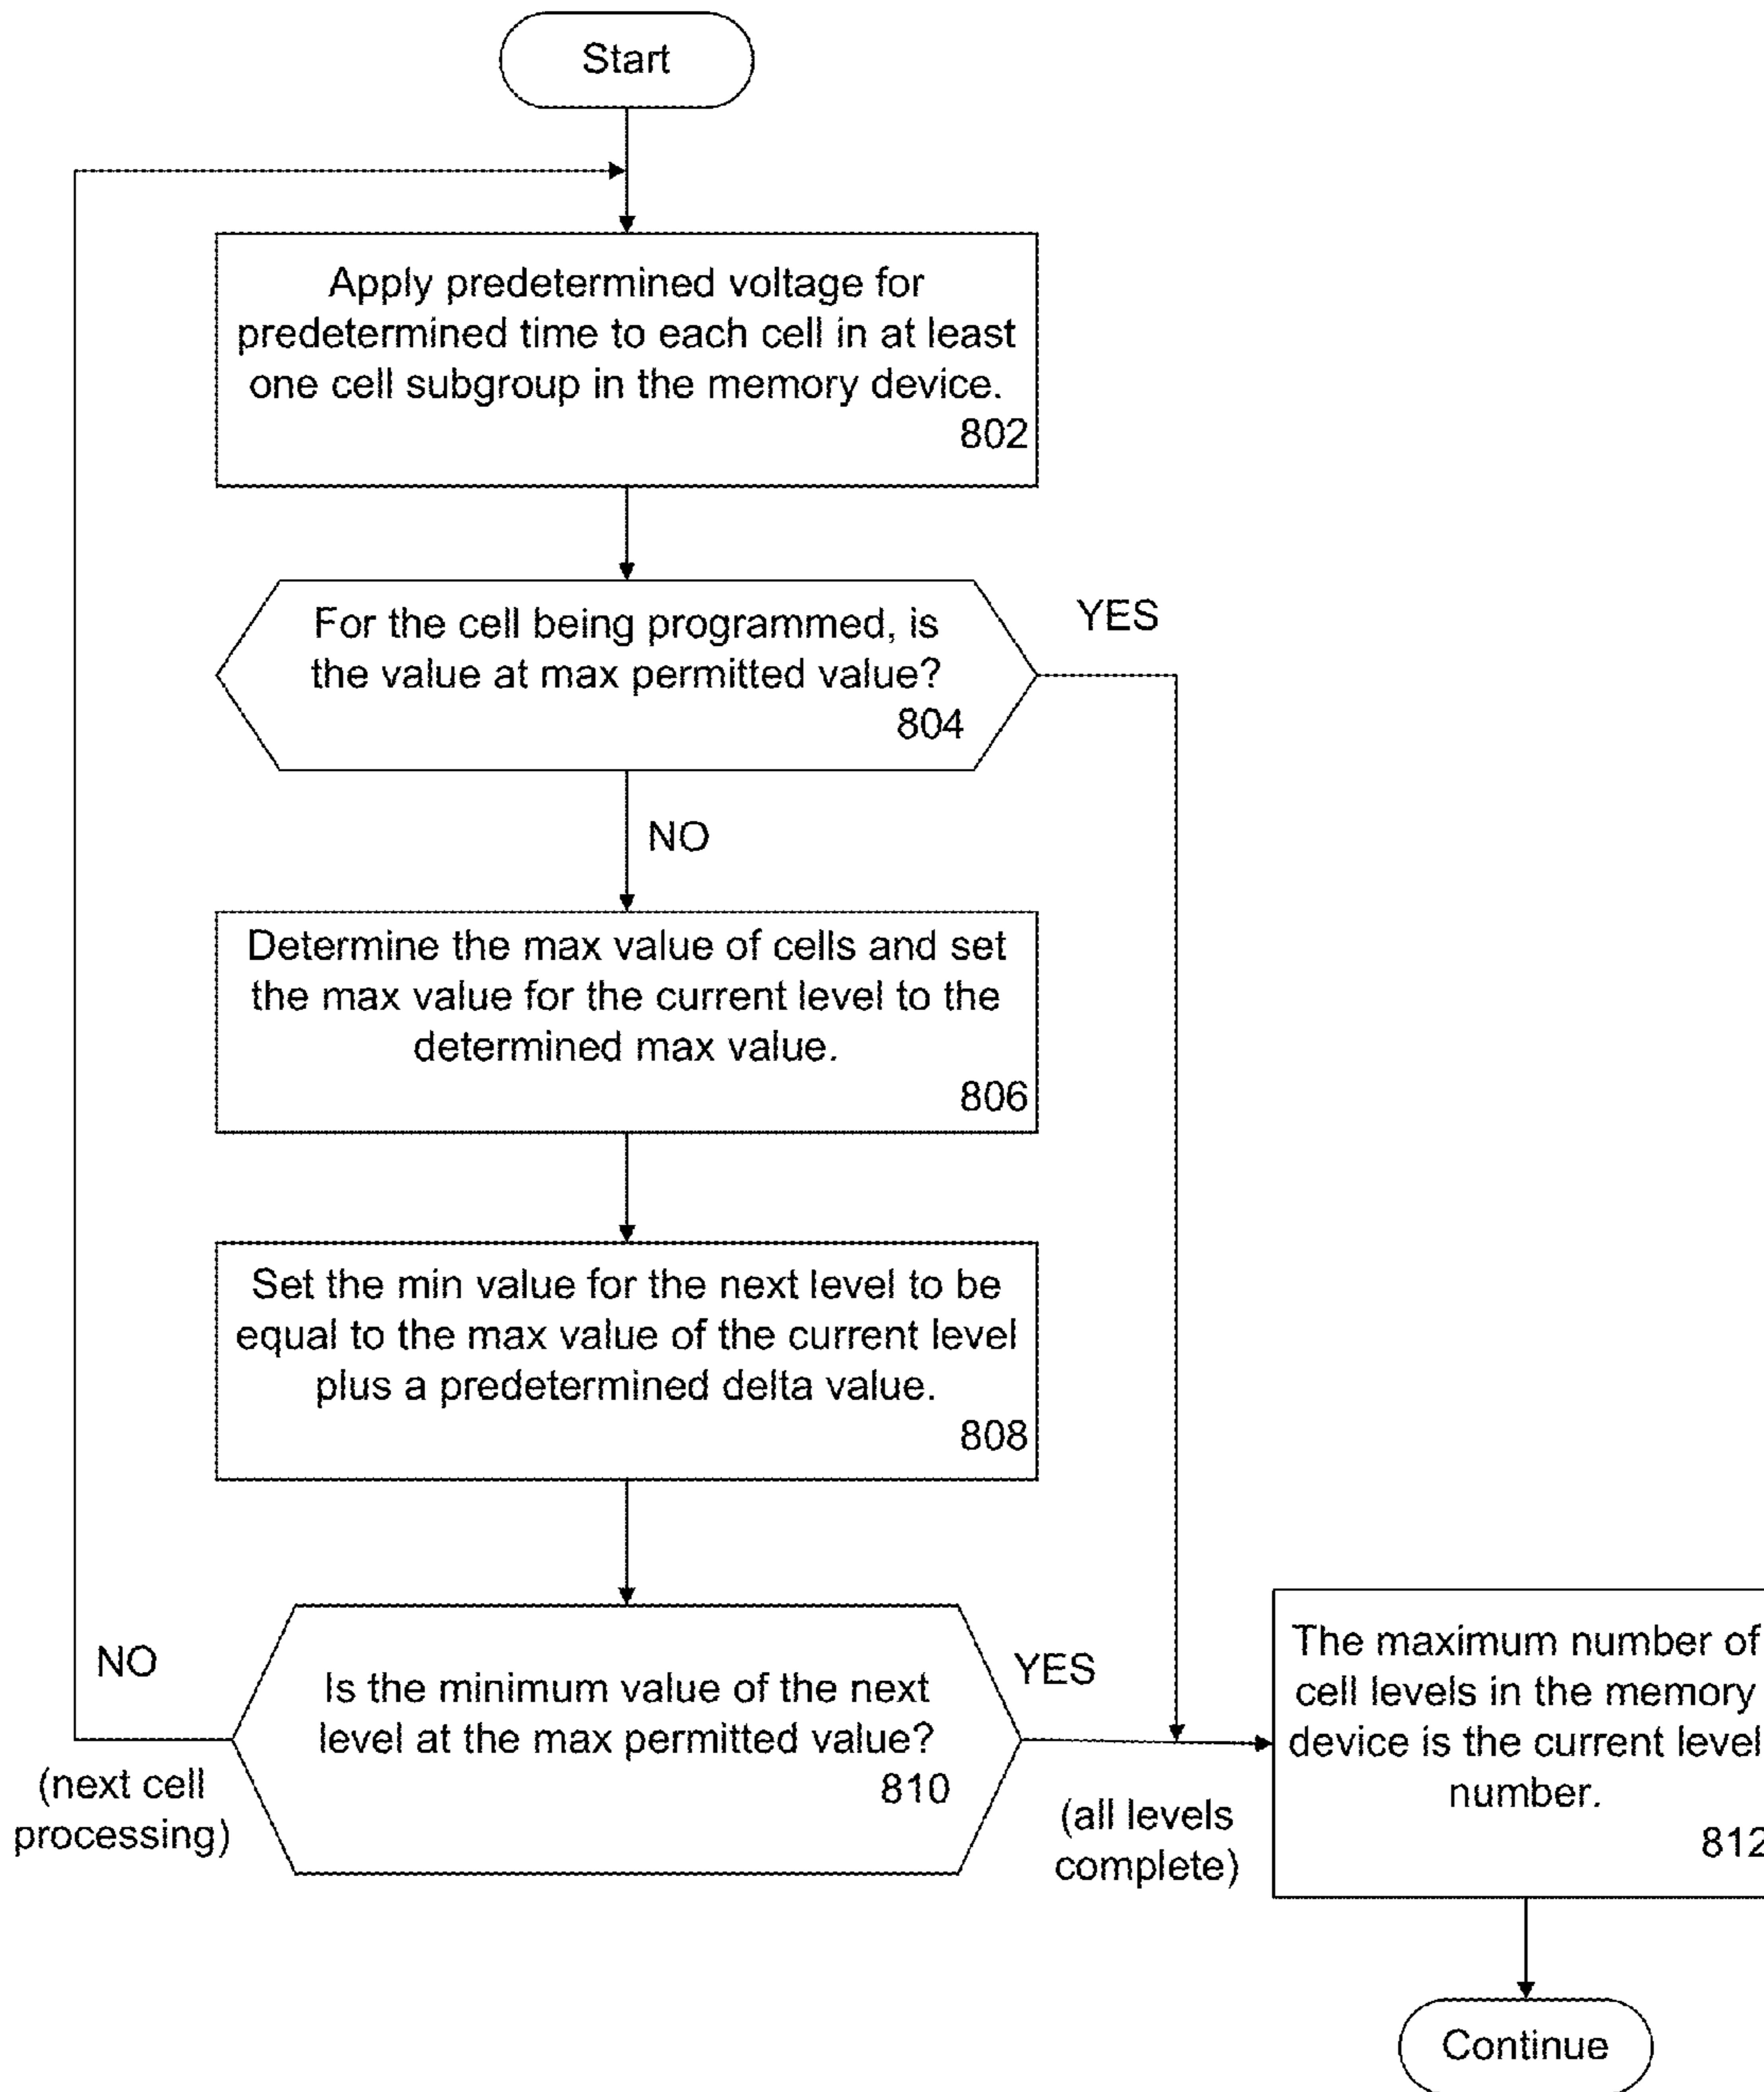 Start
Apply predetermined voltage for
predetermined time to each cell in at least
one cell subgroup in the memory device.
802
For the cell being programmed, is
the value at max permitted value?
804
YES
NO
Determine the max value of cells and set
the max value for the current level to the
determined max value.
806
Set the min value for the next level to be
equal to the max value of the current level
plus a predetermined delta value.
808
NO
(next cell
processing)
Is the minimum value of the next
level at the max permitted value?
810
YES
(all levels
complete)
The maximum number of
cell levels in the memory
device is the current level
number.
812
Continue